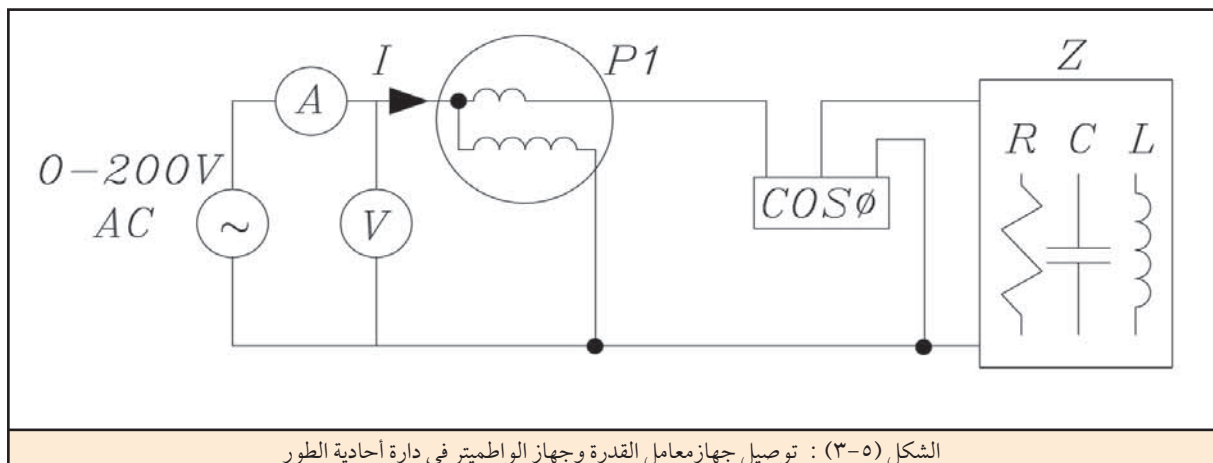 I
P1
Z
A
R C L
0-200V
AC
~
V
COSø
الشكل (٥-٣) : توصيل جهازمعامل القدرة وجهاز الواطميتر في دارة أحادية الطور